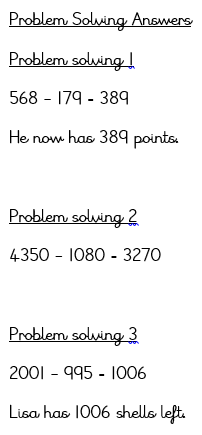 Problem Solving Answers
Problem solving 1
568 – 179 - 389
He now has 389 points.
Problem solving 2
4350 – 1080 - 3270
Problem solving 3
2001 – 995 - 1006
Lisa has 1006 shells left.